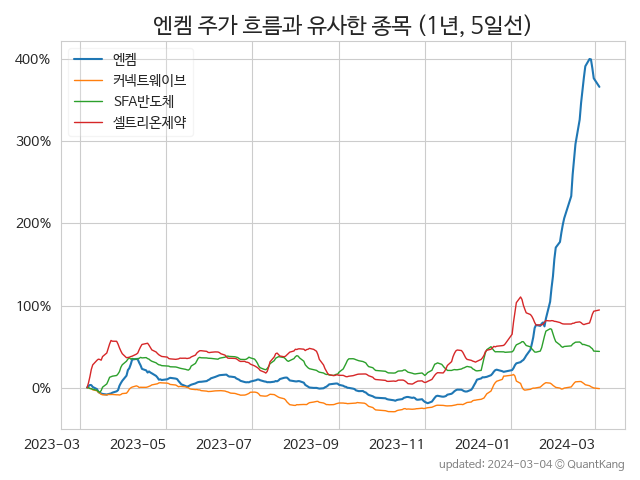 엔켐 주가 흐름과 유사한 종목 (1년, 5일선)
엔켐
커넥트웨이브
SFA반도체
셀트리온제약
400%
300%
200%
100%
0%
2023-03 2023-05 2023-07 2023-09 2023-11 2024-01 2024-03
updated: 2024-03-04 © QuantKang